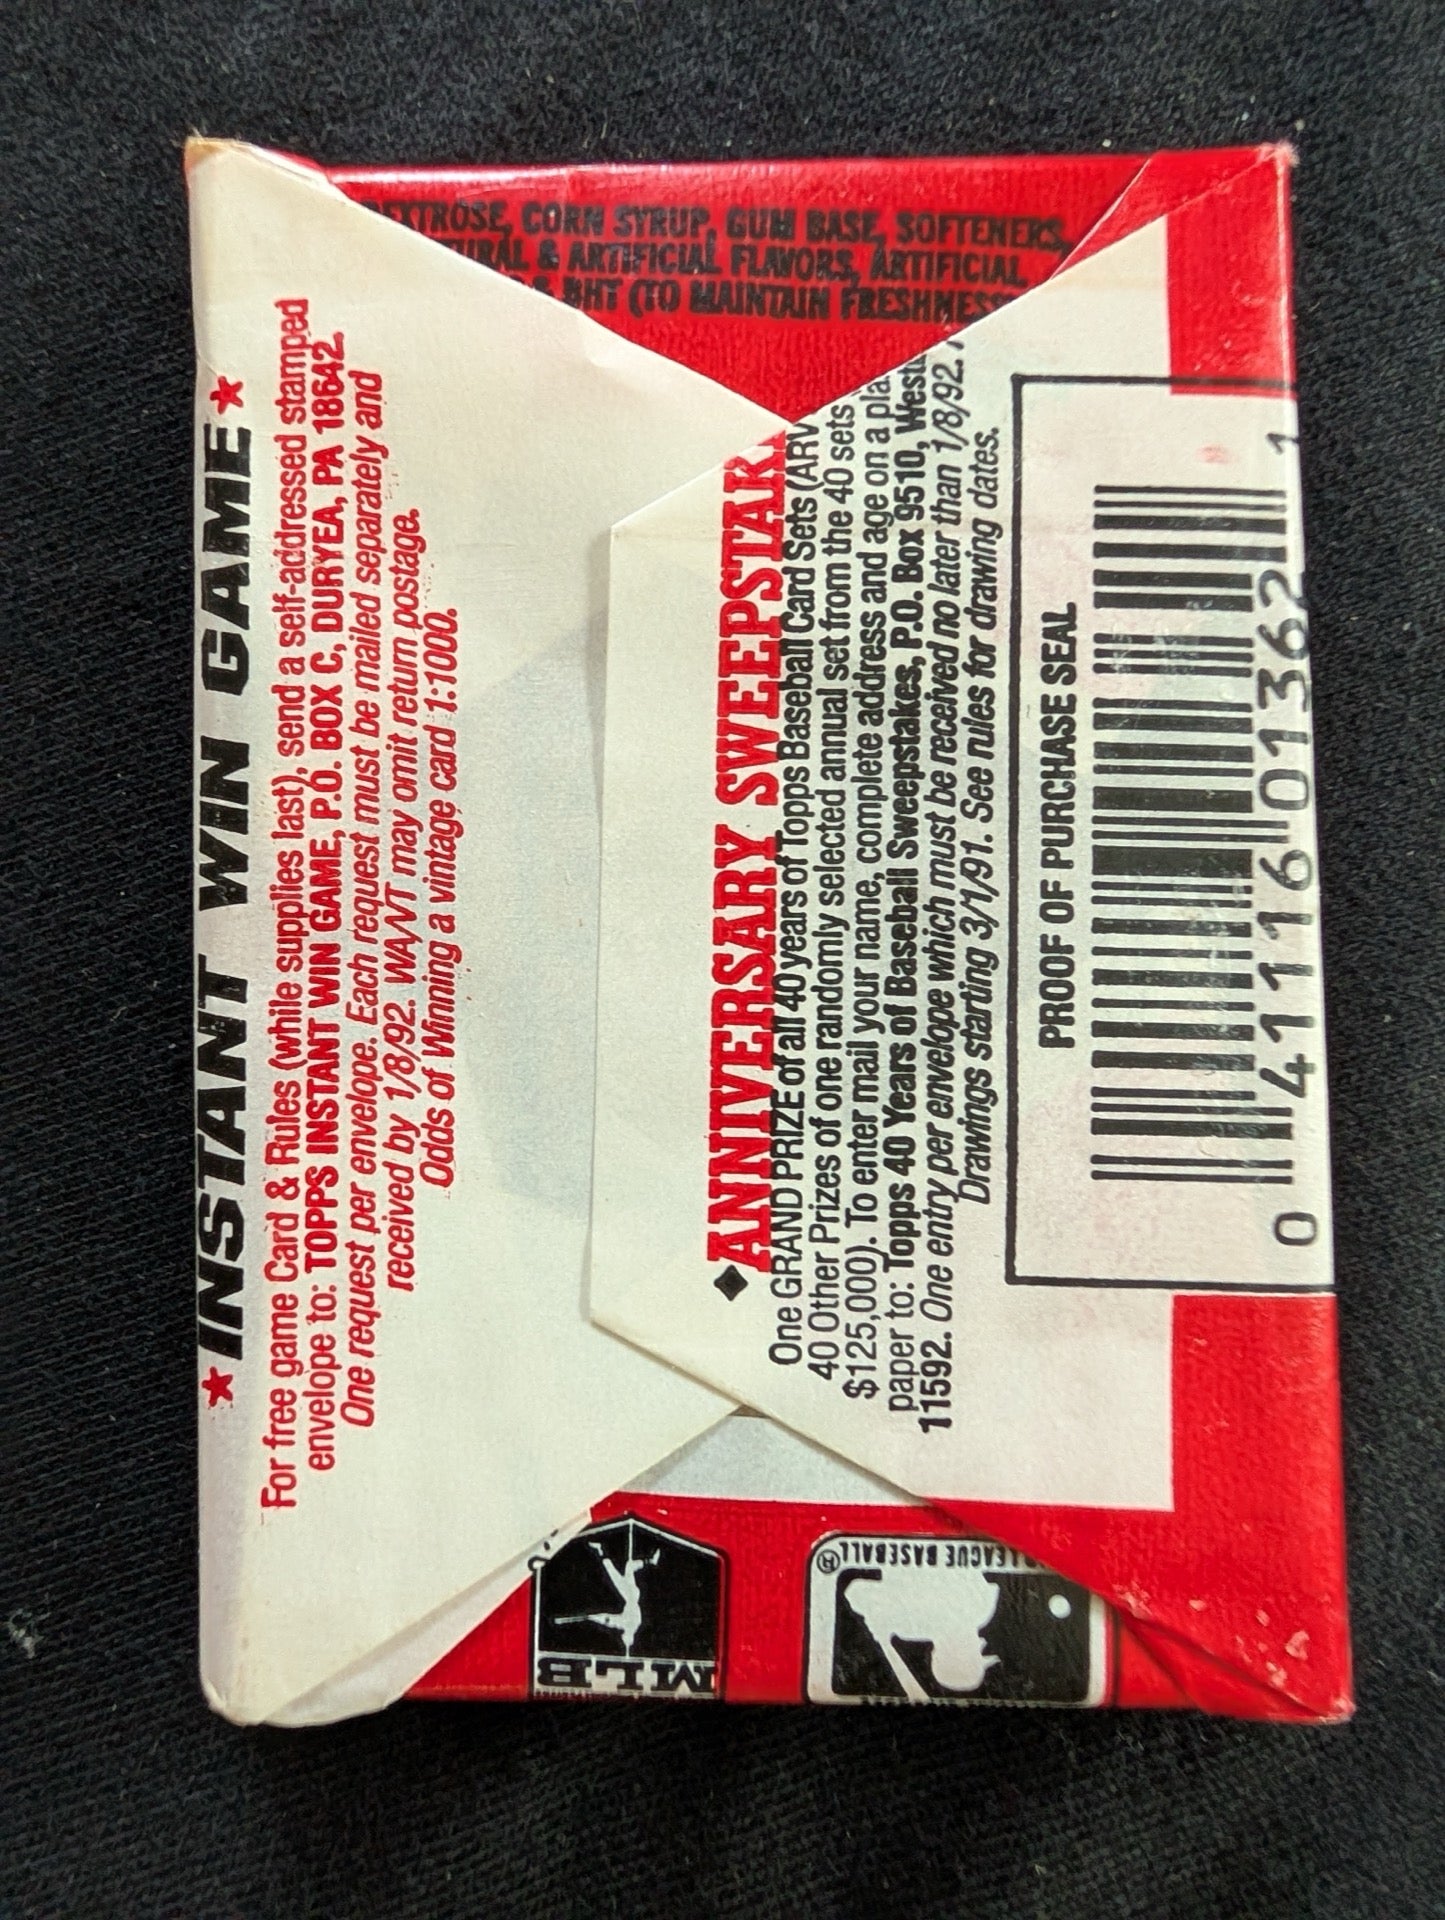 DEXTROSE, CORN SYRUP, GUM BASE, SOFTENERS,
& ARTIFICIAL FLAVORS, ARTIFICIAL
& BHT (TO MAINTAIN FRESHNESS
★ INSTANT WIN GAME ★
For free game Card & Rules (while supplies last), send a self-addressed stamped
envelope to: TOPPS INSTANT WIN GAME, P.O. BOX C, DURYEA, PA 18642.
One request per envelope. Each request must be mailed separately and
received by 1/8/92. WA/VT may omit return postage.
Odds of Winning a vintage card 1:1000.
◆ ANNIVERSARY
One GRAND PRIZE of all 40 years of Topps Baseball Card Sets (ARV
40 Other Prizes of one randomly selected annual set from the 40 sets
$125,000). To enter mail your name, complete address and age on a
paper to: Topps 40 Years of Baseball Sweepstakes, P.O. Box 9510,
11592. One entry per envelope which must be received no later than 1/8/92.
Drawings starting 3/1/91. See rules for drawing dates.
PROOF OF PURCHASE SEAL
0 41116 01362 1
MLB
LEAGUE BASEBALL ®